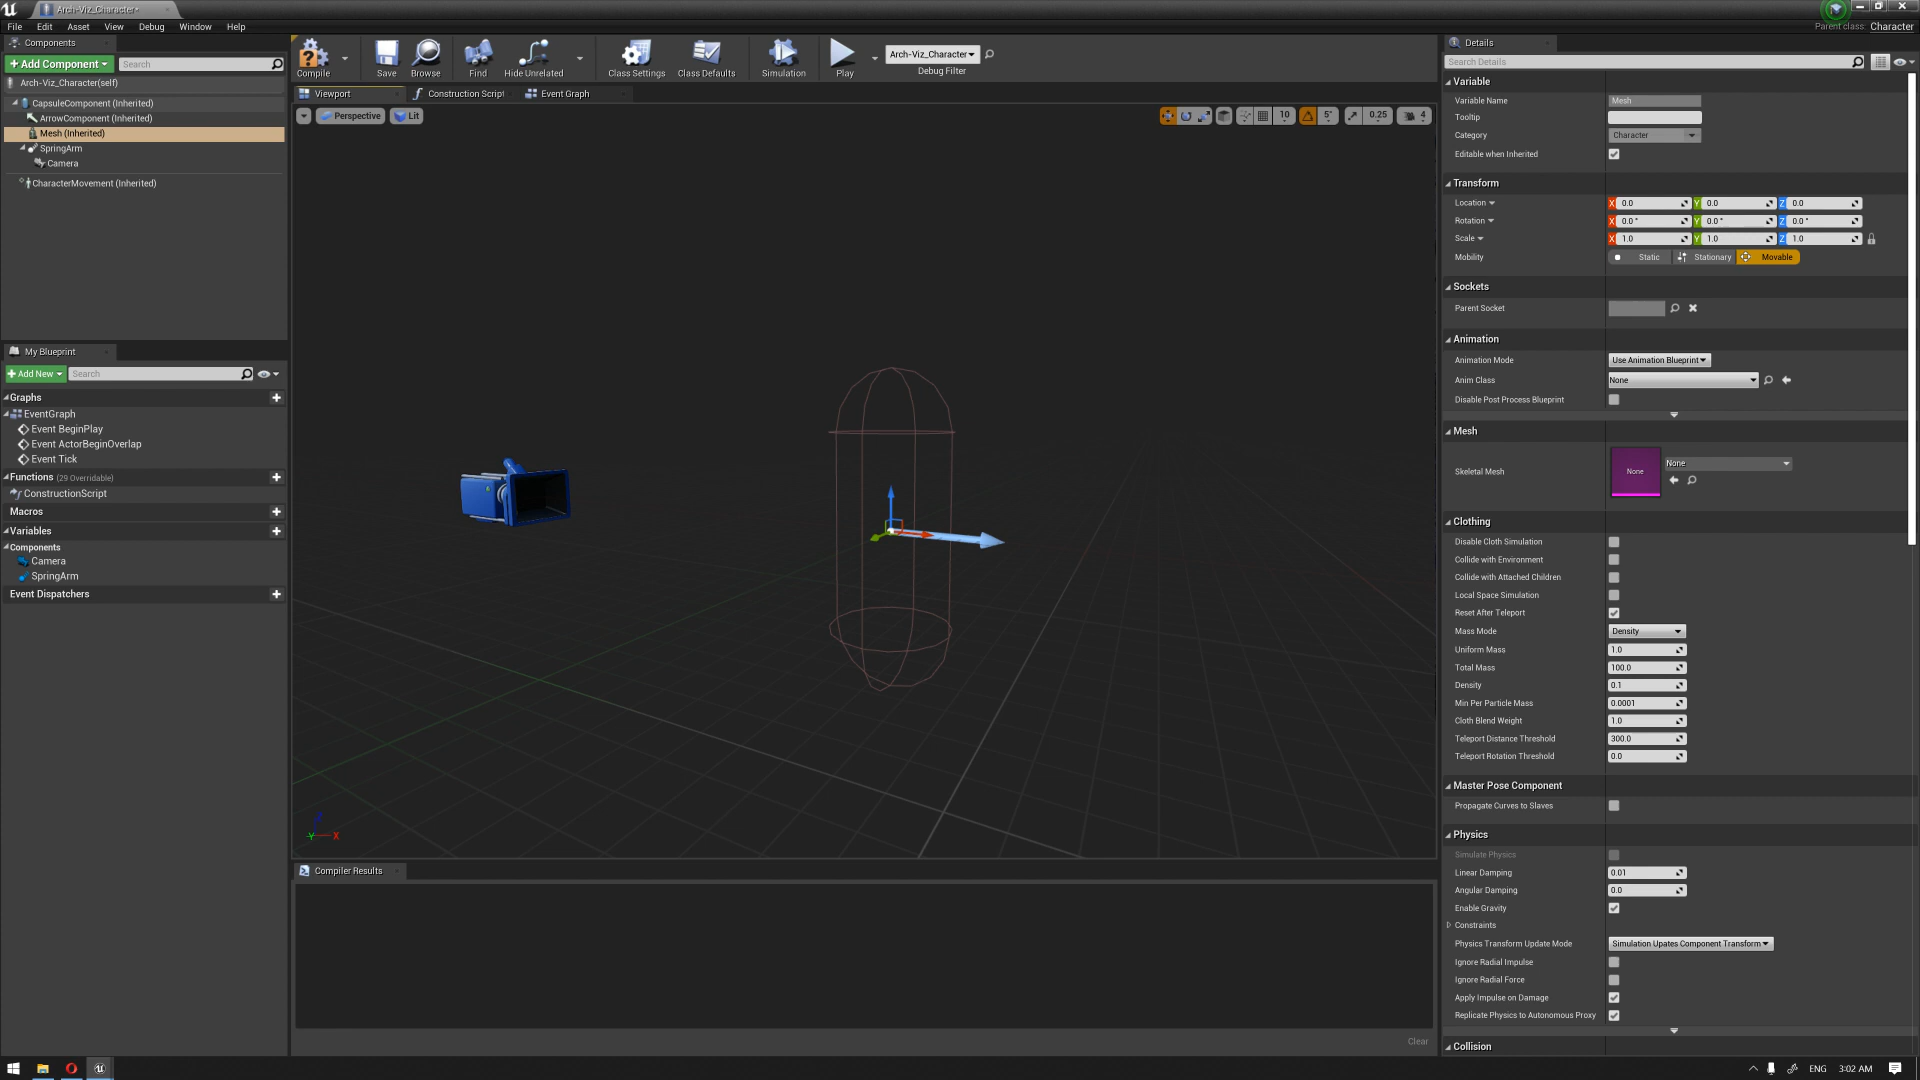 Arch-Viz_Character*
File Edit Asset View Debug Window Help
Parent class: Character
Components
+ Add Component
Search
Arch-Viz_Character(self)
CapsuleComponent (Inherited)
ArrowComponent (Inherited)
Mesh (Inherited)
SpringArm
Camera
CharacterMovement (Inherited)
My Blueprint
+ Add New
Search
Graphs
EventGraph
Event BeginPlay
Event ActorBeginOverlap
Event Tick
Functions (29 Overridable)
ConstructionScript
Macros
Variables
Components
Camera
SpringArm
Event Dispatchers
Compile
Save
Browse
Find
Hide Unrelated
Class Settings
Class Defaults
Simulation
Play
Arch-Viz_Character
Debug Filter
Viewport
Construction Script
Event Graph
Perspective
Lit
10
5°
0.25
4
Z
Y
X
Compiler Results
Clear
Details
Search Details
Variable
Variable Name Mesh
Tooltip
Category Character
Editable when Inherited
Transform
Location X 0.0 Y 0.0 Z 0.0
Rotation X 0.0 ° Y 0.0 ° Z 0.0 °
Scale X 1.0 Y 1.0 Z 1.0
Mobility Static Stationary Movable
Sockets
Parent Socket
Animation
Animation Mode Use Animation Blueprint
Anim Class None
Disable Post Process Blueprint
Mesh
Skeletal Mesh None None
Clothing
Disable Cloth Simulation
Collide with Environment
Collide with Attached Children
Local Space Simulation
Reset After Teleport
Mass Mode Density
Uniform Mass 1.0
Total Mass 100.0
Density 0.1
Min Per Particle Mass 0.0001
Cloth Blend Weight 1.0
Teleport Distance Threshold 300.0
Teleport Rotation Threshold 0.0
Master Pose Component
Propagate Curves to Slaves
Physics
Simulate Physics
Linear Damping 0.01
Angular Damping 0.0
Enable Gravity
Constraints
Physics Transform Update Mode Simulation Upates Component Transform
Ignore Radial Impulse
Ignore Radial Force
Apply Impulse on Damage
Replicate Physics to Autonomous Proxy
Collision
ENG 3:02 AM